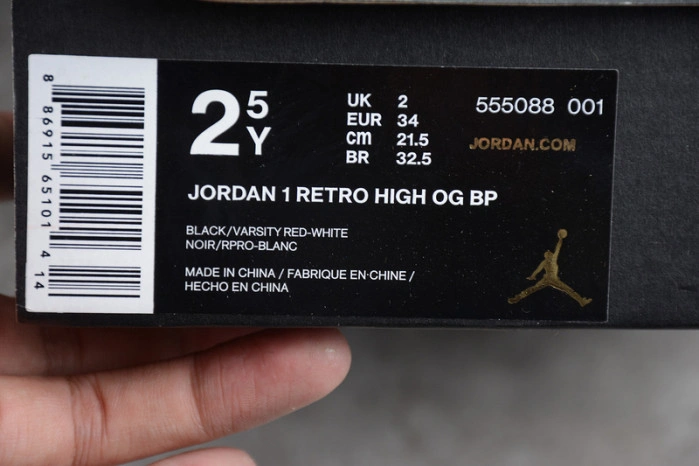 8 86915 65101 4 14
2 5Y
UK 2
EUR 34
cm 21.5
BR 32.5
555088 001
JORDAN.COM
JORDAN 1 RETRO HIGH OG BP
BLACK/VARSITY RED-WHITE
NOIR/RPRO-BLANC
MADE IN CHINA / FABRIQUE EN·CHINE /
HECHO EN CHINA